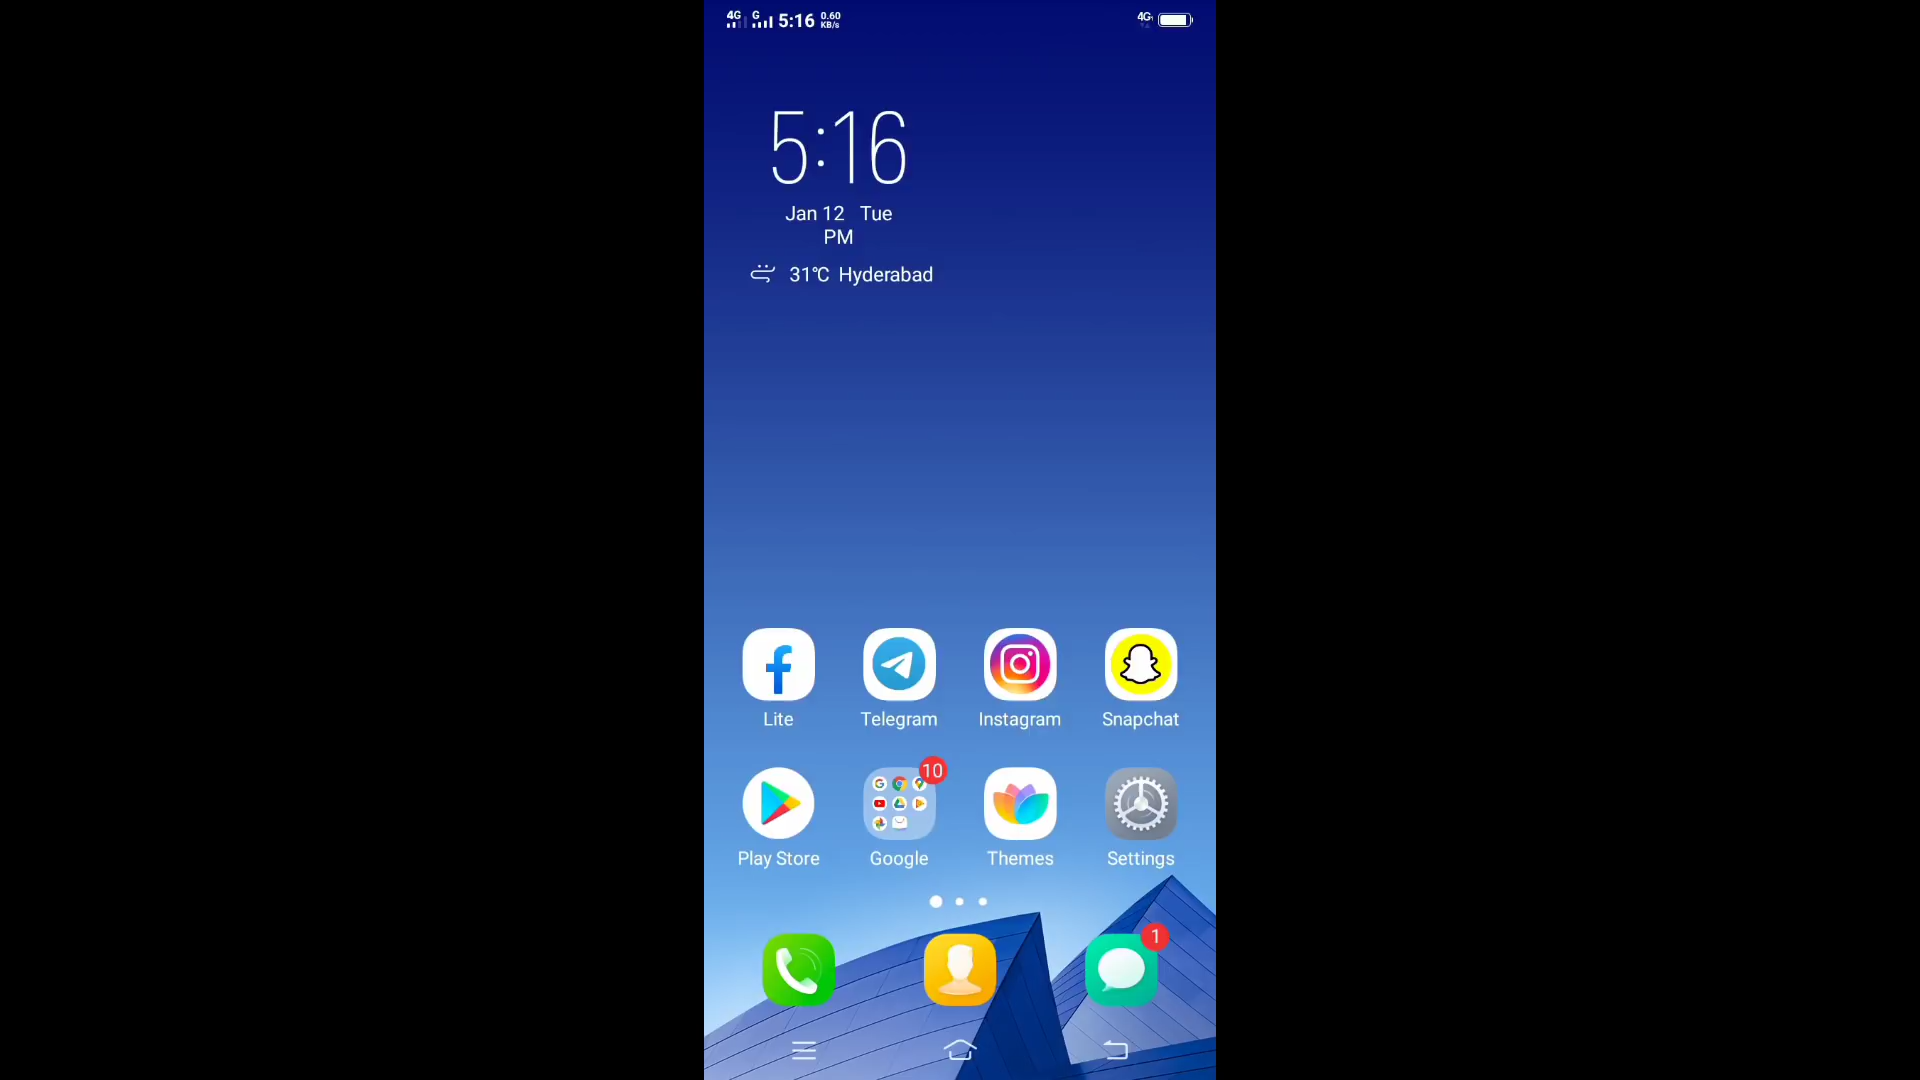 4G G 5:16 0.60 KB/s 4G
5:16
Jan 12 Tue
PM
31℃ Hyderabad
Lite Telegram Instagram Snapchat
10
Play Store Google Themes Settings
1